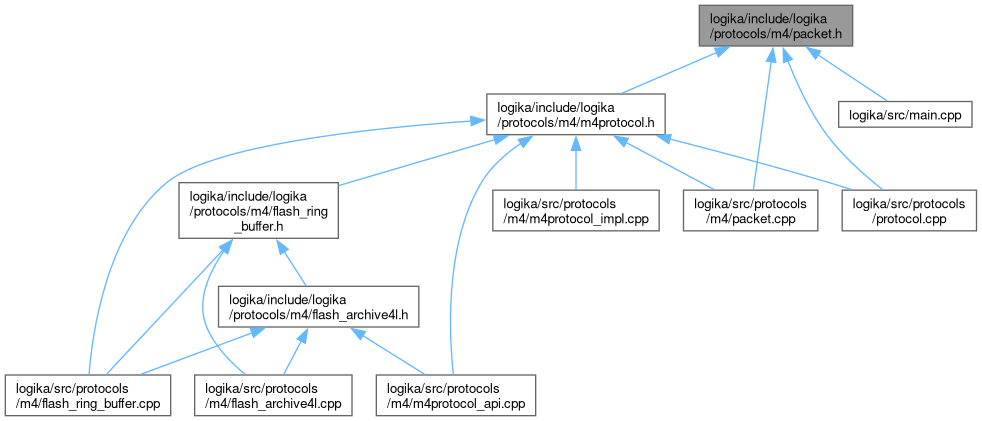 logika/include/logika
/protocols/m4/packet.h
logika/include/logika
/protocols/m4/m4protocol.h
logika/src/main.cpp
logika/include/logika
/protocols/m4/flash_ring
_buffer.h
logika/src/protocols
/m4/m4protocol_impl.cpp
logika/src/protocols
/m4/packet.cpp
logika/src/protocols
/protocol.cpp
logika/include/logika
/protocols/m4/flash_archive4l.h
logika/src/protocols
/m4/flash_ring_buffer.cpp
logika/src/protocols
/m4/flash_archive4l.cpp
logika/src/protocols
/m4/m4protocol_api.cpp